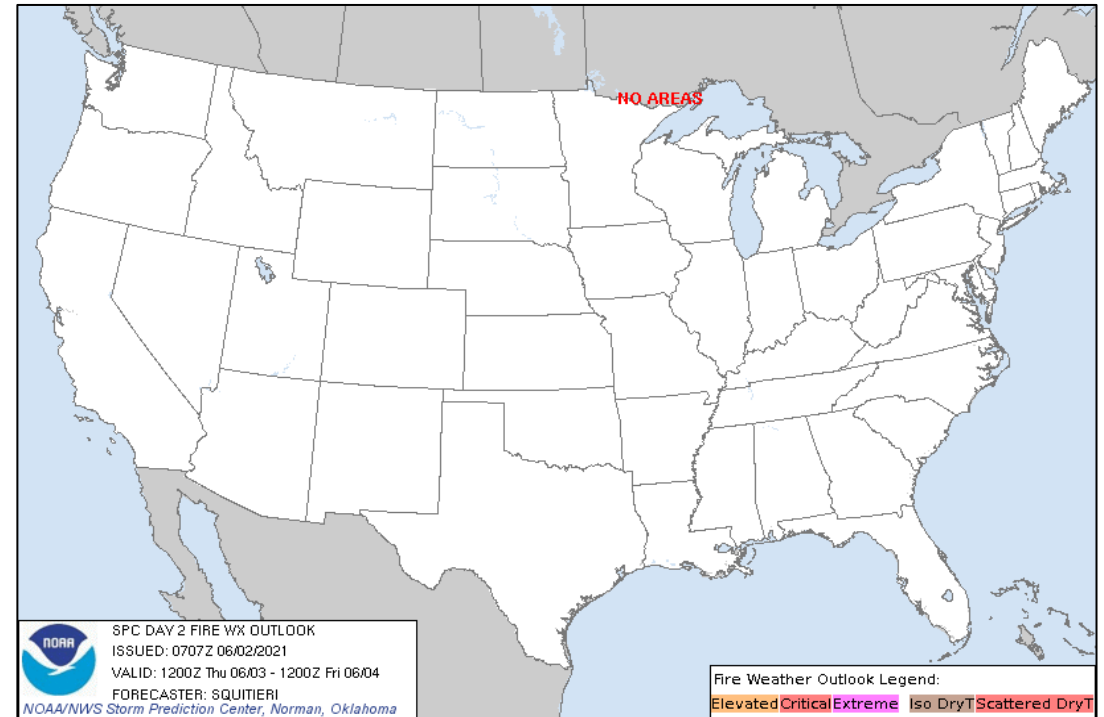 NO AREAS
NOAA
SPC DAY 2 FIRE WX OUTLOOK
ISSUED: 0707Z 06/02/2021
VALID: 1200Z Thu 06/03 - 1200Z Fri 06/04
FORECASTER: SQUITIERI
NOAA/NWS Storm Prediction Center, Norman, Oklahoma
Fire Weather Outlook Legend:
Elevated Critical Extreme Iso DryT Scattered DryT